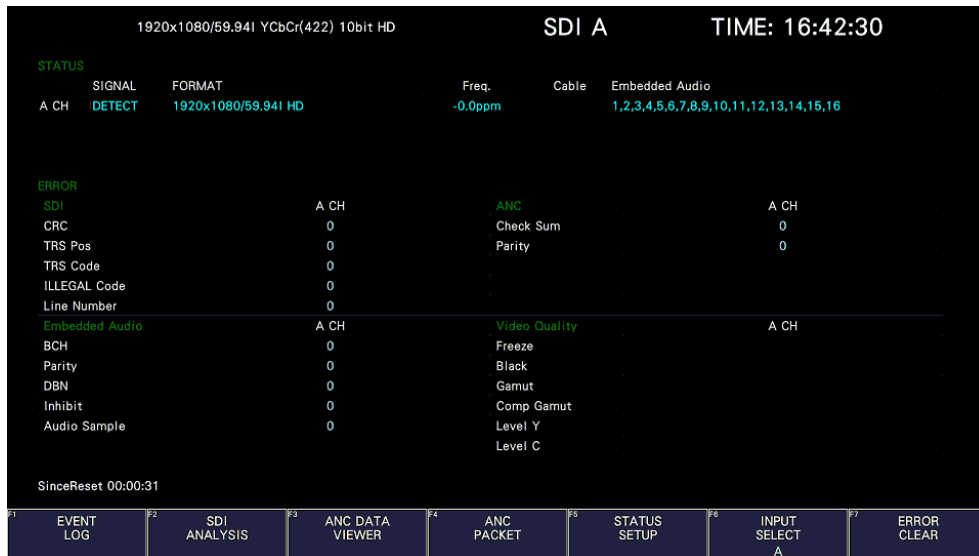 1920x1080/59.94I YCbCr(422) 10bit HD SDI A TIME: 16:42:30
STATUS
SIGNAL FORMAT Freq. Cable Embedded Audio
A CH DETECT 1920x1080/59.94I HD -0.0ppm 1,2,3,4,5,6,7,8,9,10,11,12,13,14,15,16
ERROR
SDI A CH ANC A CH
CRC 0 Check Sum 0
TRS Pos 0 Parity 0
TRS Code 0
ILLEGAL Code 0
Line Number 0
Embedded Audio A CH Video Quality A CH
BCH 0 Freeze
Parity 0 Black
DBN 0 Gamut
Inhibit 0 Comp Gamut
Audio Sample 0 Level Y
Level C
SinceReset 00:00:31
F1 EVENT LOG
F2 SDI ANALYSIS
F3 ANC DATA VIEWER
F4 ANC PACKET
F5 STATUS SETUP
F6 INPUT SELECT A
F7 ERROR CLEAR